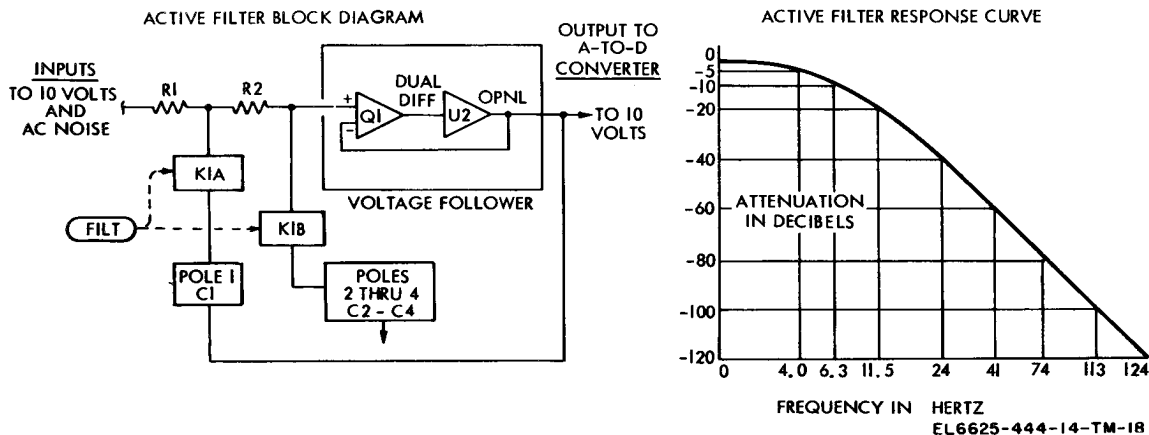 ACTIVE FILTER BLOCK DIAGRAM
INPUTS
TO 10 VOLTS
AND
AC NOISE
R1
R2
K1A
FILT
K1B
POLE 1
C1
POLES
2 THRU 4
C2 - C4
+
-
Q1
DUAL
DIFF
U2
OPNL
VOLTAGE FOLLOWER
OUTPUT TO
A-TO-D
CONVERTER
TO 10
VOLTS
ACTIVE FILTER RESPONSE CURVE
0
-5
-10
-20
-40
-60
-80
-100
-120
ATTENUATION
IN DECIBELS
0 4.0 6.3 11.5 24 41 74 113 124
FREQUENCY IN HERTZ
EL6625-444-14-TM-18